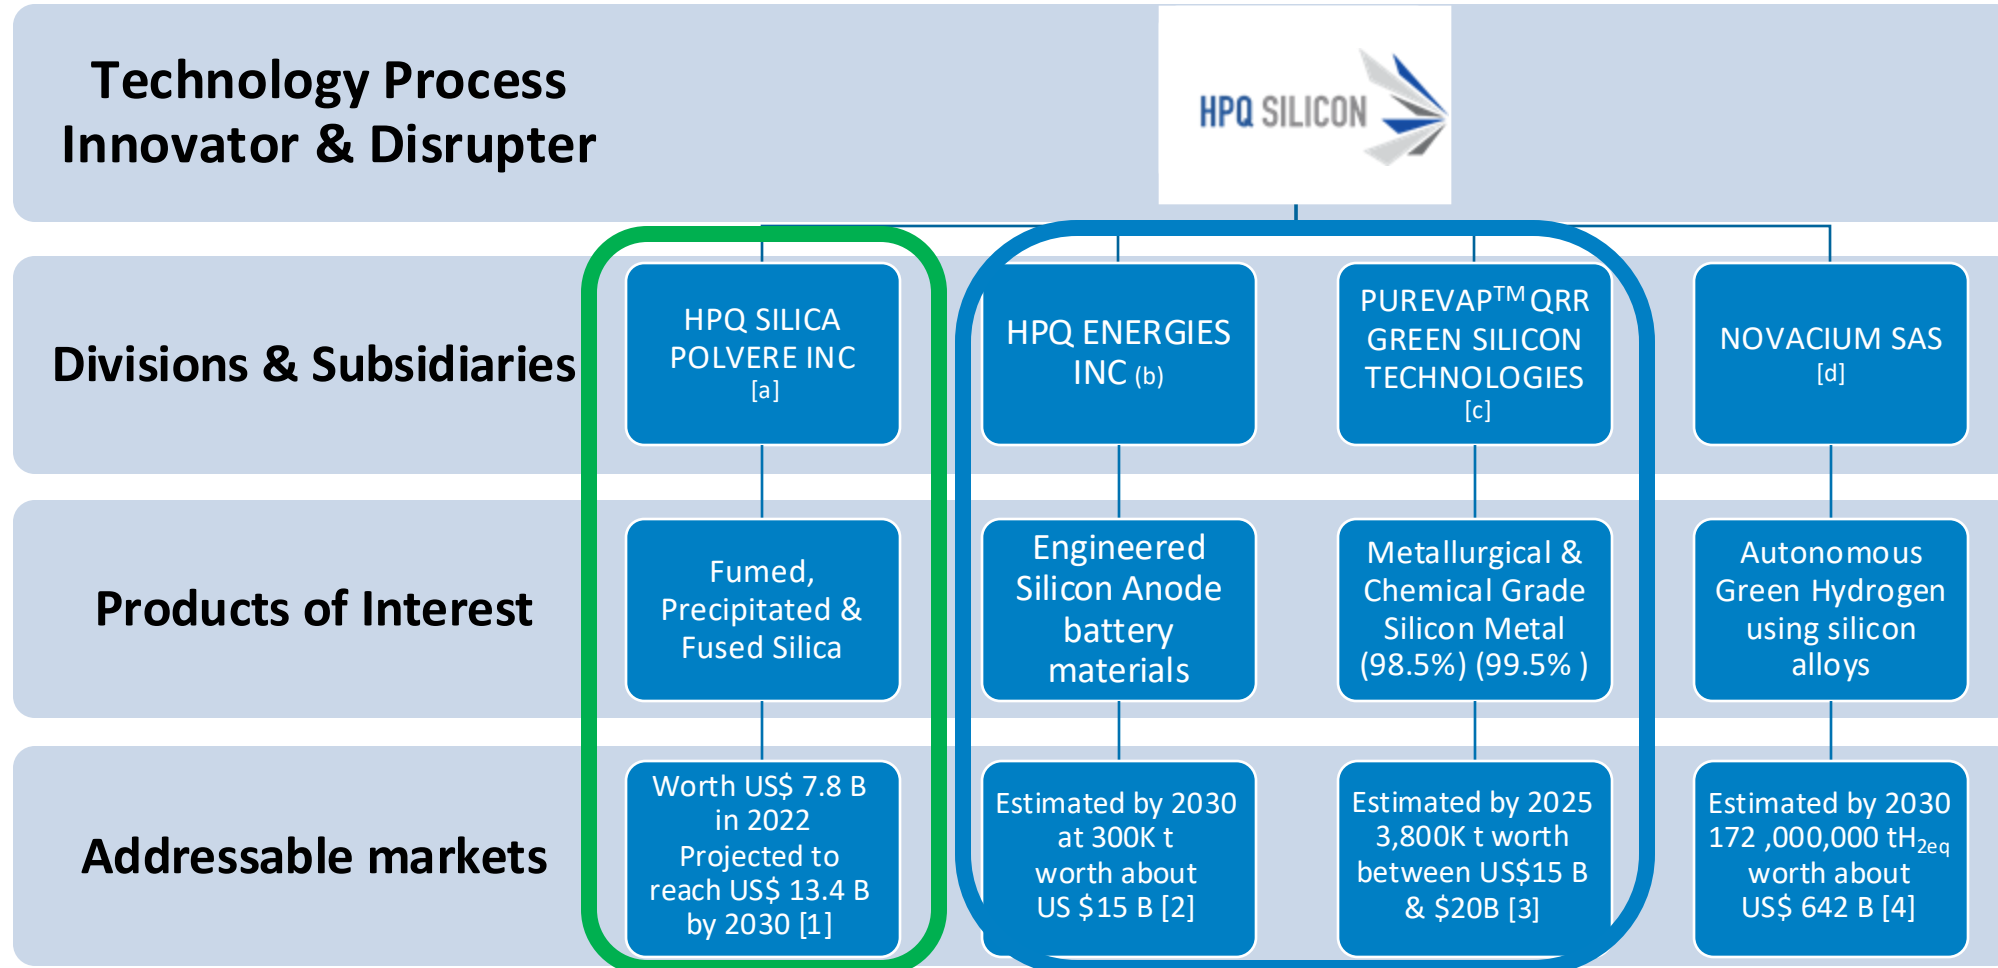 Technology Process
Innovator & Disrupter
HPQ SILICON
Divisions & Subsidiaries
HPQ SILICA
POLVERE INC
[a]
HPQ ENERGIES
INC (b)
PUREVAP™ QRR
GREEN SILICON
TECHNOLOGIES
[c]
NOVACIUM SAS
[d]
Products of Interest
Fumed,
Precipitated &
Fused Silica
Engineered
Silicon Anode
battery
materials
Metallurgical &
Chemical Grade
Silicon Metal
(98.5%) (99.5% )
Autonomous
Green Hydrogen
using silicon
alloys
Addressable markets
Worth US$ 7.8 B
in 2022
Projected to
reach US$ 13.4 B
by 2030 [1]
Estimated by 2030
at 300K t
worth about
US $15 B [2]
Estimated by 2025
3,800K t worth
between US$15 B
& $20B [3]
Estimated by 2030
172 ,000,000 tH2eq
worth about
US$ 642 B [4]